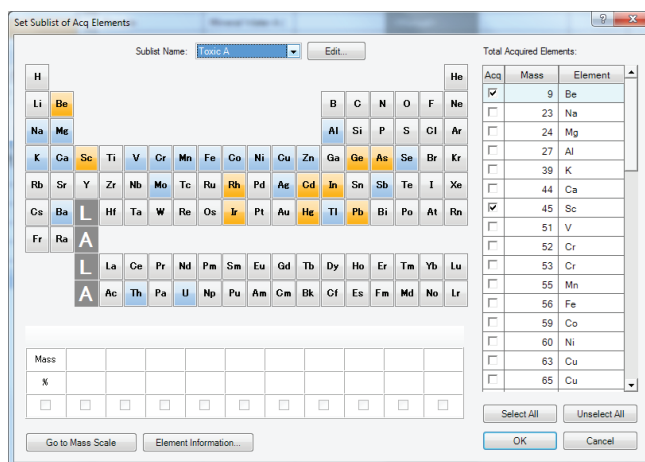 Set Sublist of Acq Elements
Sublist Name: Toxic A Edit... Total Acquired Elements:
H He
Li Be B C N O F Ne
Na Mg Al Si P S Cl Ar
K Ca Sc Ti V Cr Mn Fe Co Ni Cu Zn Ga Ge As Se Br Kr
Rb Sr Y Zr Nb Mo Tc Ru Rh Pd Ag Cd In Sn Sb Te I Xe
Cs Ba L Hf Ta W Re Os Ir Pt Au Hg Tl Pb Bi Po At Rn
Fr Ra A
L La Ce Pr Nd Pm Sm Eu Gd Tb Dy Ho Er Tm Yb Lu
A Ac Th Pa U Np Pu Am Cm Bk Cf Es Fm Md No Lr
Mass
%
Go to Mass Scale Element Information...
Acq Mass Element
9 Be
23 Na
24 Mg
27 Al
39 K
44 Ca
45 Sc
51 V
52 Cr
53 Cr
55 Mn
56 Fe
59 Co
60 Ni
63 Cu
65 Cu
Select All Unselect All
OK Cancel